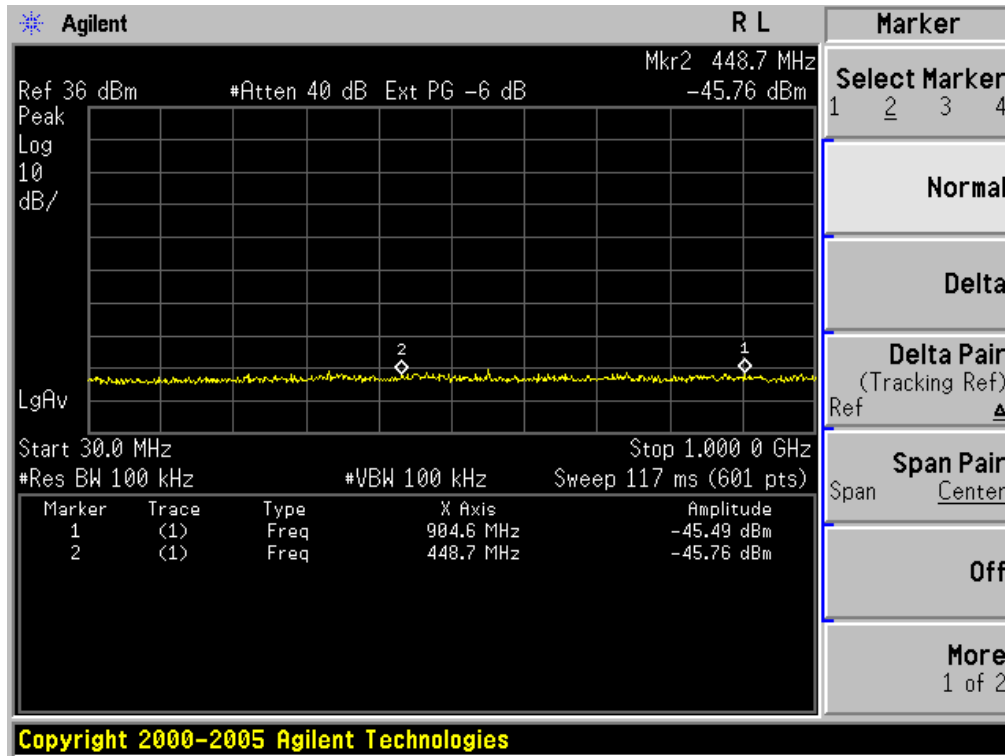 Agilent
R L
Marker
Mkr2 448.7 MHz
Ref 36 dBm #Atten 40 dB Ext PG -6 dB -45.76 dBm
Peak
Log
10
dB/
2
1
LgAv
Start 30.0 MHz Stop 1.000 0 GHz
#Res BW 100 kHz #VBW 100 kHz Sweep 117 ms (601 pts)
Marker Trace Type X Axis Amplitude
1 (1) Freq 904.6 MHz -45.49 dBm
2 (1) Freq 448.7 MHz -45.76 dBm
Select Marker
1 2 3 4
Normal
Delta
Delta Pair
(Tracking Ref)
Ref Δ
Span Pair
Span Center
Off
More
1 of 2
Copyright 2000-2005 Agilent Technologies